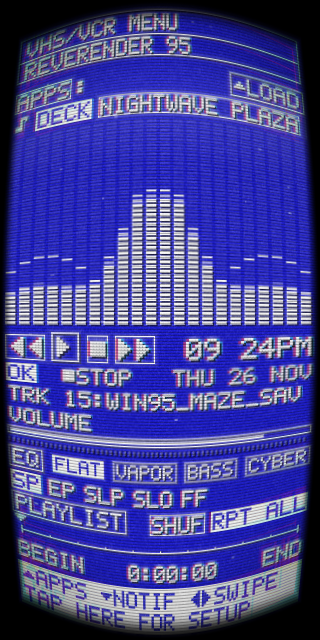 VHS/VCR MENU
REVERENDER 95
APPS: ▲LOAD
♪ DECK NIGHTWAVE PLAZA
09 24PM
OK ■STOP THU 26 NOV
TRK 15:WIN95_MAZE_SAV
VOLUME
EQ FLAT VAPOR BASS CYBER
SP EP SLP SLO FF
PLAYLIST SHUF RPT ALL
BEGIN 0:00:00 END
▲APPS ▼NOTIF ◀▶SWIPE
TAP HERE FOR SETUP